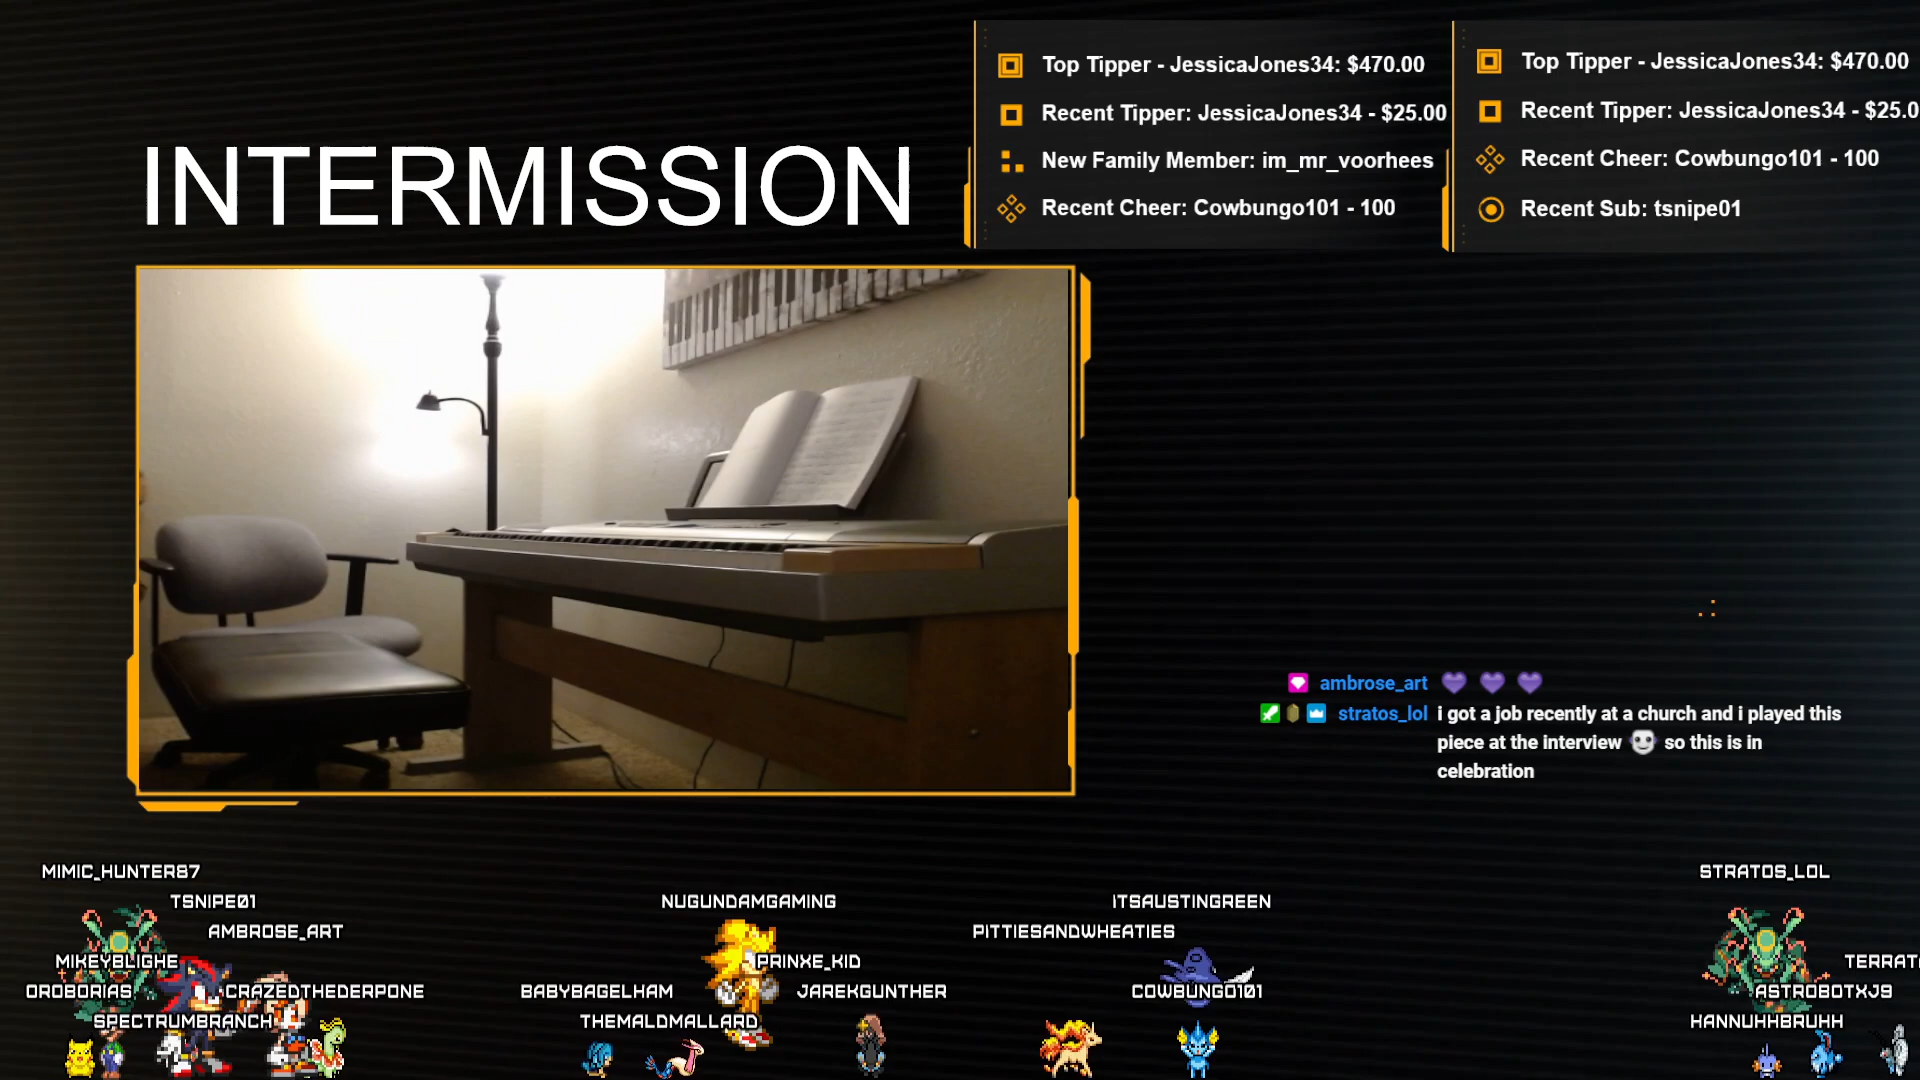 INTERMISSION
Top Tipper - JessicaJones34: $470.00
Recent Tipper: JessicaJones34 - $25.00
New Family Member: im_mr_voorhees
Recent Cheer: Cowbungo101 - 100
Top Tipper - JessicaJones34: $470.00
Recent Tipper: JessicaJones34 - $25.0
Recent Cheer: Cowbungo101 - 100
Recent Sub: tsnipe01
ambrose_art 💜 💜 💜
stratos_lol i got a job recently at a church and i played this
piece at the interview so this is in
celebration
MIMIC_HUNTER87
TSNIPE01
AMBROSE_ART
MIKEYBLIGHE
OROBORIAS
CRAZEDTHEDERPONE
SPECTRUMBRANCH
NUGUNDAMGAMING
PRINXE_KID
BABYBAGELHAM
JAREKGUNTHER
THEMALDMALLARD
ITSAUSTINGREEN
PITTIESANDWHEATIES
COWBUNGO101
STRATOS_LOL
TERRAT
ASTROBOTXJ9
HANNUHHBRUHH